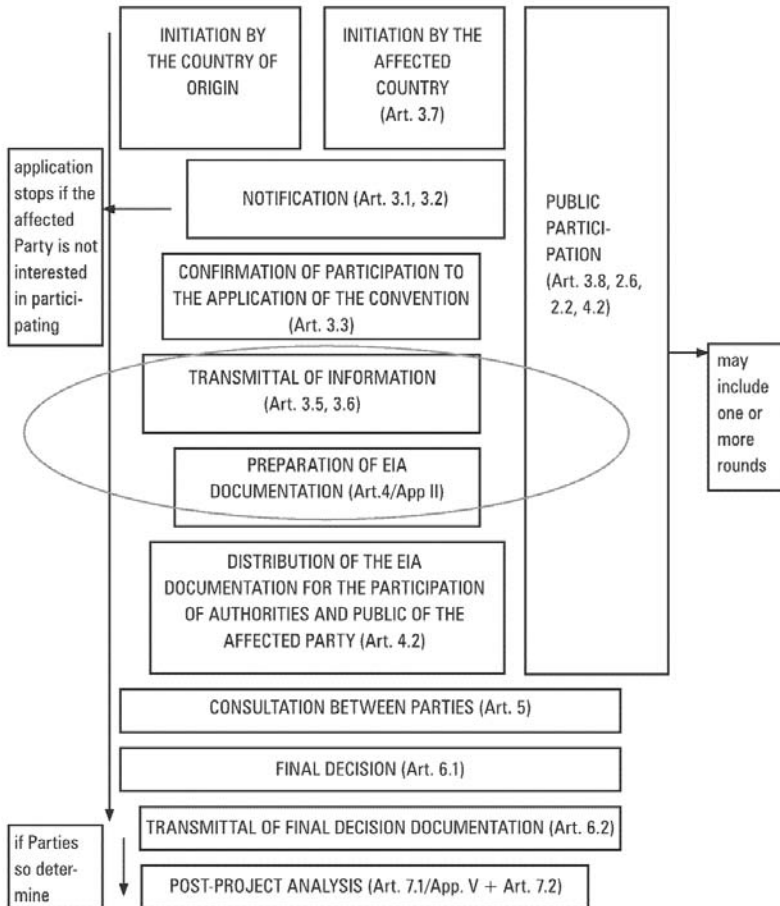 INITIATION BY
THE COUNTRY OF
ORIGIN
INITIATION BY THE
AFFECTED
COUNTRY
(Art. 3.7)
application
stops if the
affected
Party is not
interested
in partici-
pating
NOTIFICATION (Art. 3.1, 3.2)
PUBLIC
PARTICI-
PATION
(Art. 3.8, 2.6,
2.2, 4.2)
CONFIRMATION OF PARTICIPATION TO
THE APPLICATION OF THE CONVENTION
(Art. 3.3)
TRANSMITTAL OF INFORMATION
(Art. 3.5, 3.6)
may
include
one or
more
rounds
PREPARATION OF EIA
DOCUMENTATION (Art.4/App II)
DISTRIBUTION OF THE EIA
DOCUMENTATION FOR THE PARTICIPATION
OF AUTHORITIES AND PUBLIC OF THE
AFFECTED PARTY (Art. 4.2)
CONSULTATION BETWEEN PARTIES (Art. 5)
FINAL DECISION (Art. 6.1)
TRANSMITTAL OF FINAL DECISION DOCUMENTATION (Art. 6.2)
if Parties
so deter-
mine
POST-PROJECT ANALYSIS (Art. 7.1/App. V + Art. 7.2)